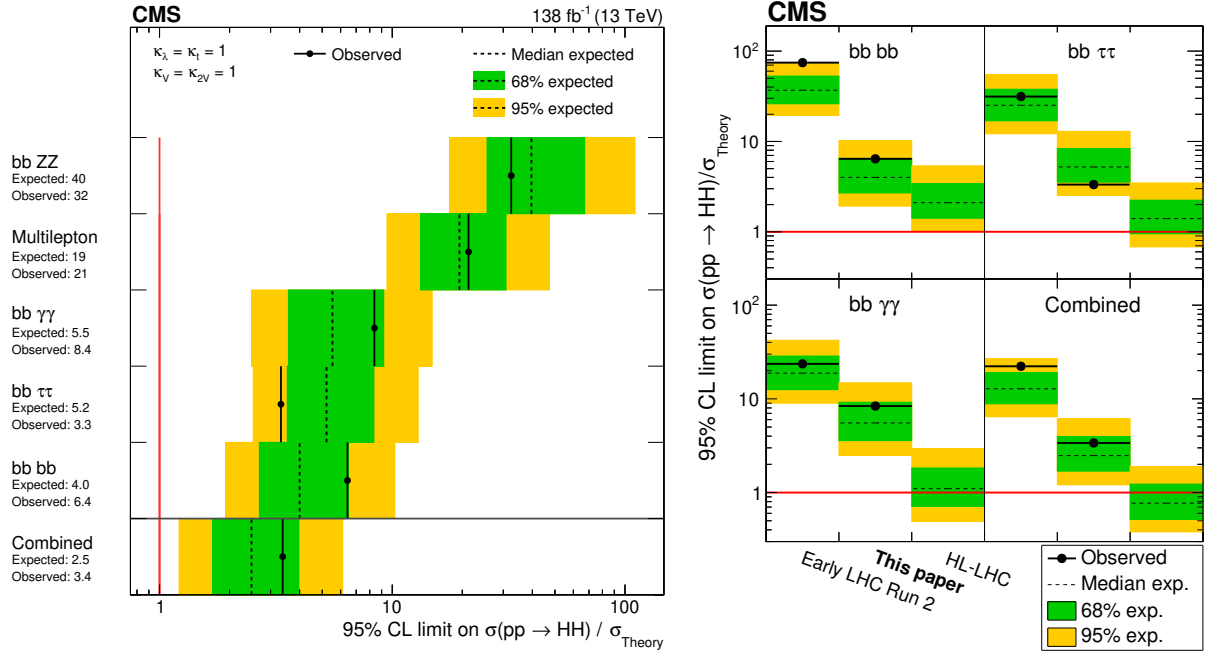 CMS
138 fb⁻¹ (13 TeV)
κλ = κt = 1
κV = κ2V = 1
Observed
Median expected
68% expected
95% expected
bb ZZ
Expected: 40
Observed: 32
Multilepton
Expected: 19
Observed: 21
bb γγ
Expected: 5.5
Observed: 8.4
bb ττ
Expected: 5.2
Observed: 3.3
bb bb
Expected: 4.0
Observed: 6.4
Combined
Expected: 2.5
Observed: 3.4
1 10 100
95% CL limit on σ(pp → HH) / σTheory
CMS
95% CL limit on σ(pp → HH)/σTheory
bb bb
bb ττ
10²
10
1
bb γγ
Combined
10²
10
1
Early LHC Run 2
This paper
HL-LHC
Observed
Median exp.
68% exp.
95% exp.